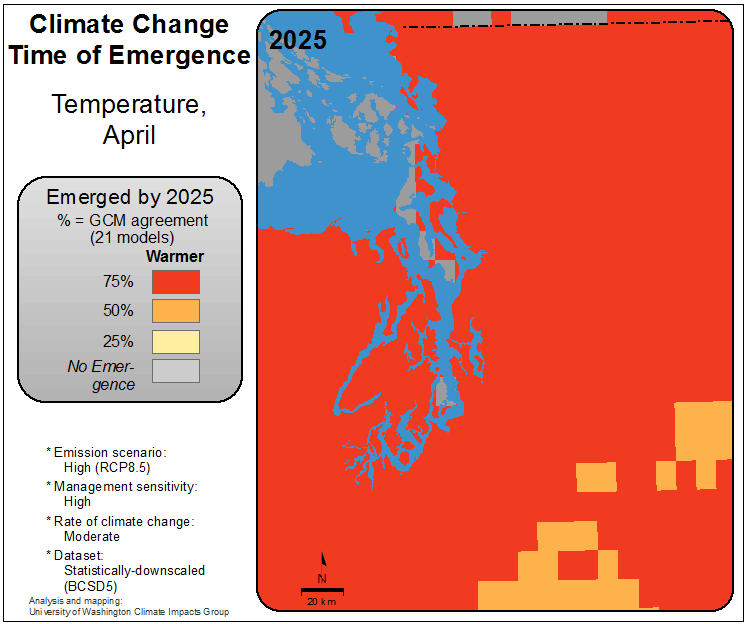 Climate Change
Time of Emergence
Temperature,
April
Emerged by 2025
% = GCM agreement
(21 models)
Warmer
75%
50%
25%
No Emer-
gence
* Emission scenario:
High (RCP8.5)
* Management sensitivity:
High
* Rate of climate change:
Moderate
* Dataset:
Statistically-downscaled
(BCSD5)
Analysis and mapping:
University of Washington Climate Impacts Group
2025
N
20 km